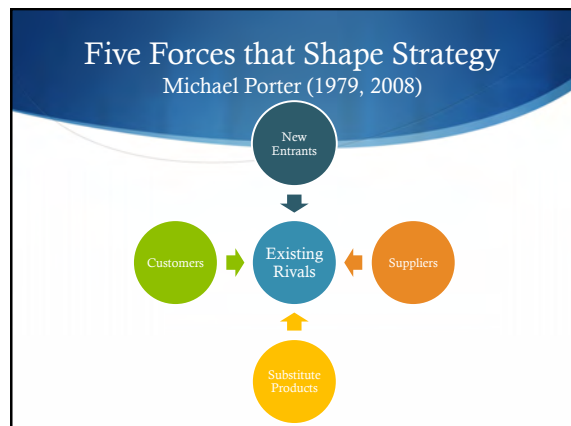 Five Forces that Shape Strategy
Michael Porter (1979, 2008)
New
Entrants
Customers
Existing
Rivals
Suppliers
Substitute
Products